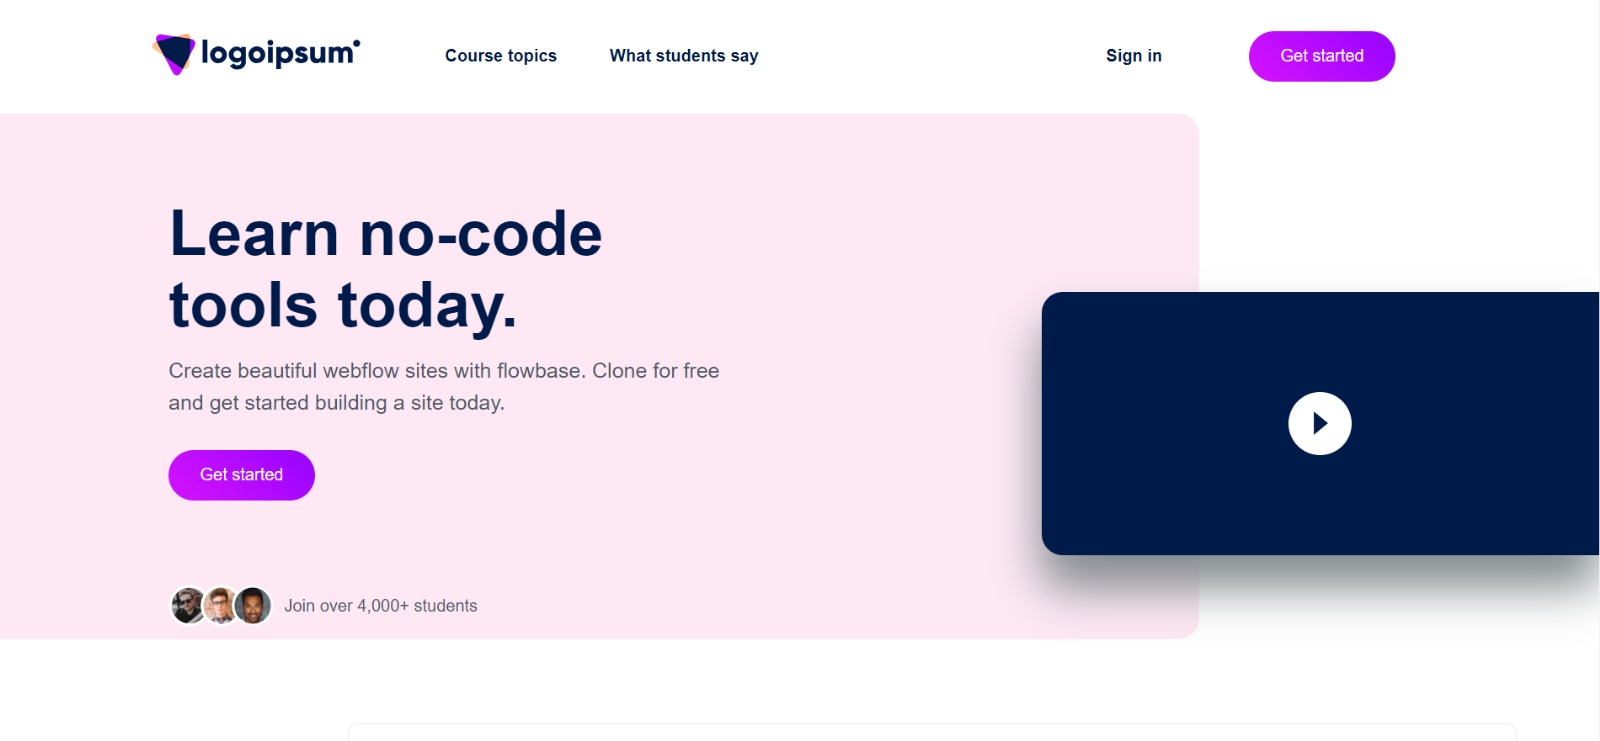 logoipsum
Course topics
What students say
Sign in
Get started
Learn no-code
tools today.
Create beautiful webflow sites with flowbase. Clone for free
and get started building a site today.
Get started
Join over 4,000+ students